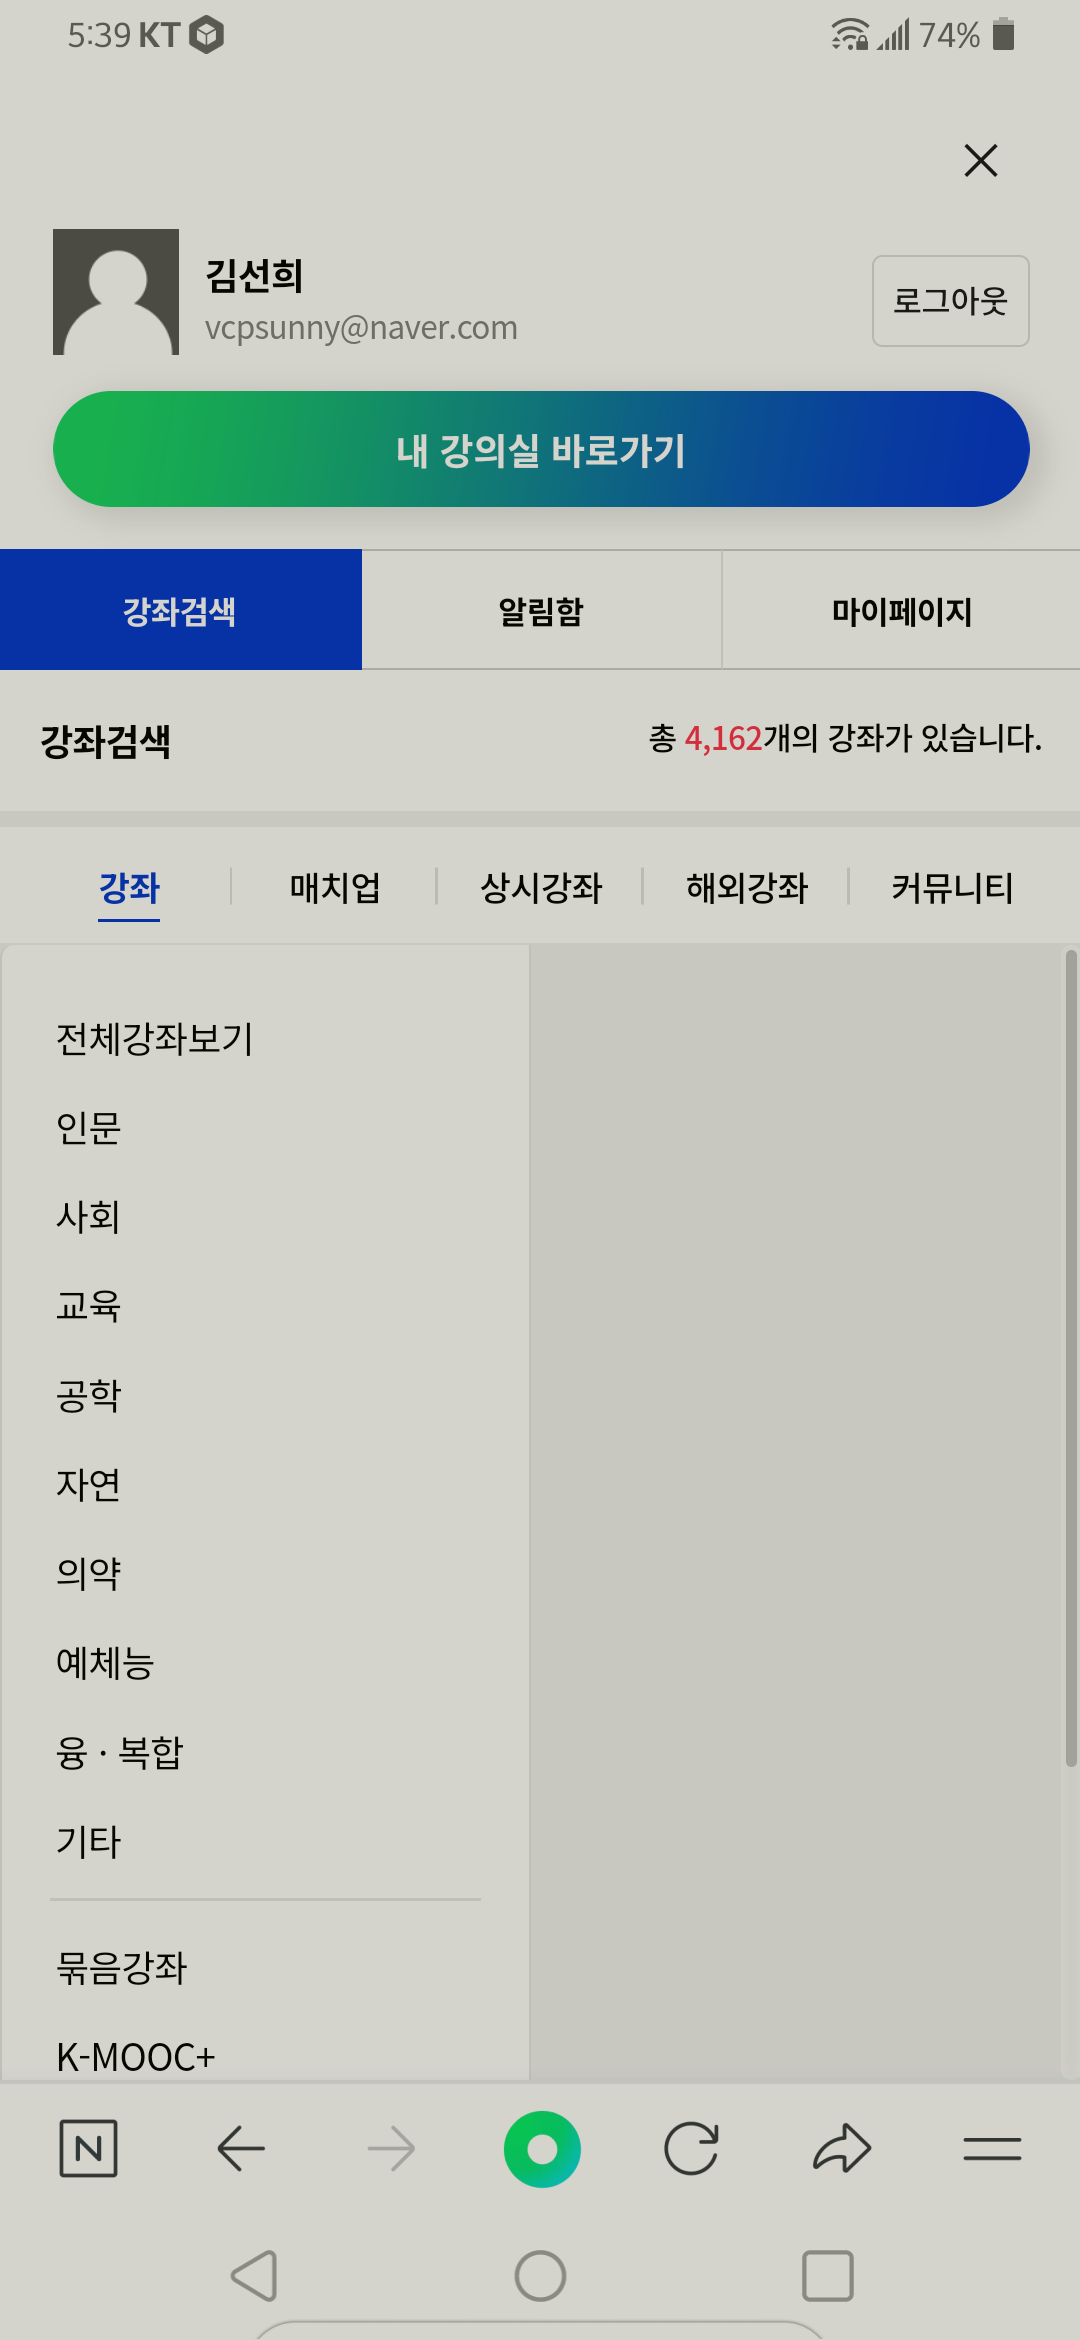 5:39 KT 74%
김선희
vcpsunny@naver.com
로그아웃
내 강의실 바로가기
강좌검색 알림함 마이페이지
강좌검색 총 4,162개의 강좌가 있습니다.
강좌 매치업 상시강좌 해외강좌 커뮤니티
전체강좌보기
인문
사회
교육
공학
자연
의약
예체능
융 · 복합
기타
묶음강좌
K-MOOC+
N